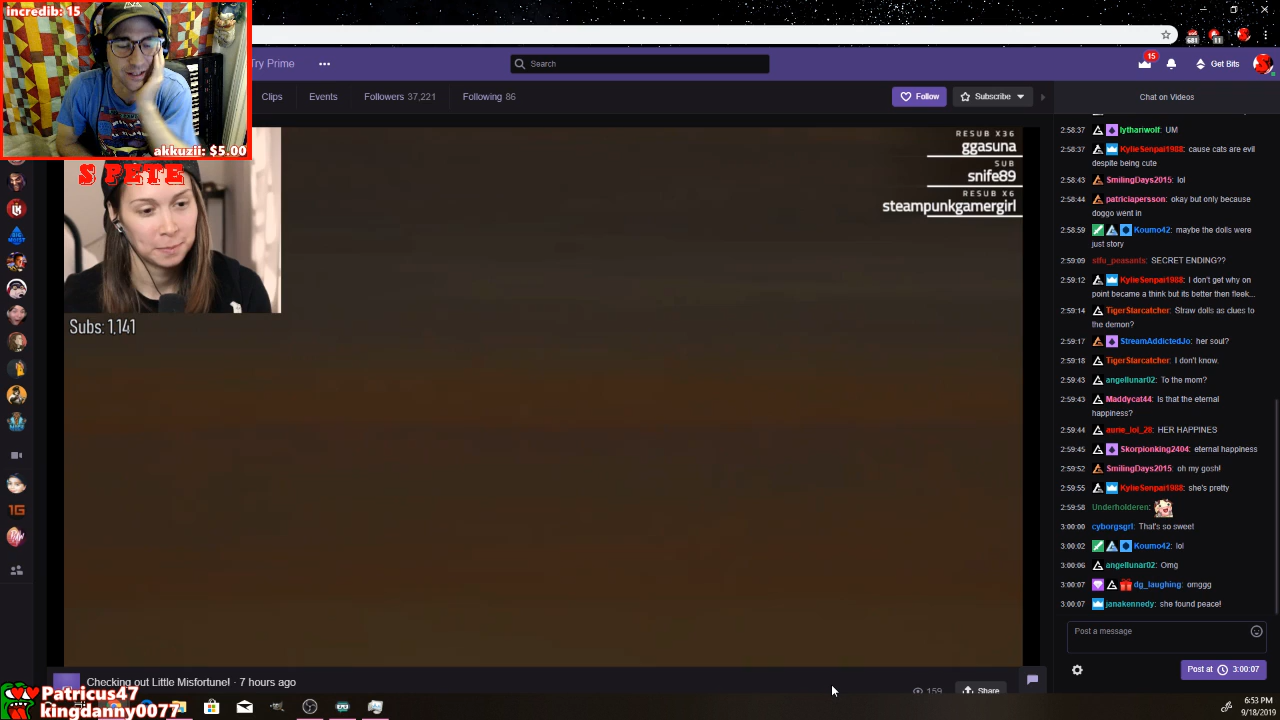 incredib: 15
akkuzii: $5.00
S PETE
Try Prime
Search
15
Get Bits
681
11
Clips
Events
Followers 37,221
Following 86
Follow
Subscribe
Chat on Videos
RESUB X36
ggasuna
SUB
snife89
RESUB X6
steampunkgamergirl
Subs: 1,141
2:58:37 lythariwolf: UM
2:58:37 KylieSenpai1988: cause cats are evil
despite being cute
2:58:43 SmilingDays2015: lol
2:58:44 patriciapersson: okay but only because
doggo went in
2:58:59 Koumo42: maybe the dolls were
just story
2:59:09 sifu_peasants: SECRET ENDING??
2:59:12 KylieSenpai1988: I don't get why on
point became a think but its better then fleek...
2:59:14 TigerStarcatcher: Straw dolls as clues to
the demon?
2:59:17 StreamAddictedJo: her soul?
2:59:18 TigerStarcatcher: I don't know.
2:59:43 angellunar02: To the mom?
2:59:43 Maddycat44: Is that the eternal
happiness?
2:59:44 aurie_lol_28: HER HAPPINES
2:59:45 Skorpionking2404: eternal happiness
2:59:52 SmilingDays2015: oh my gosh!
2:59:55 KylieSenpai1988: she's pretty
2:59:58 Underholderen:
3:00:00 cyborgsgrl: That's so sweet
3:00:02 Koumo42: lol
3:00:06 angellunar02: Omg
3:00:07 dg_laughing: omggg
3:00:07 janakennedy: she found peace!
Post a message
Post at 3:00:07
Checking out Little Misfortune! · 7 hours ago
159
Share
Patricus47
kingdanny0077
6:53 PM
9/18/2019